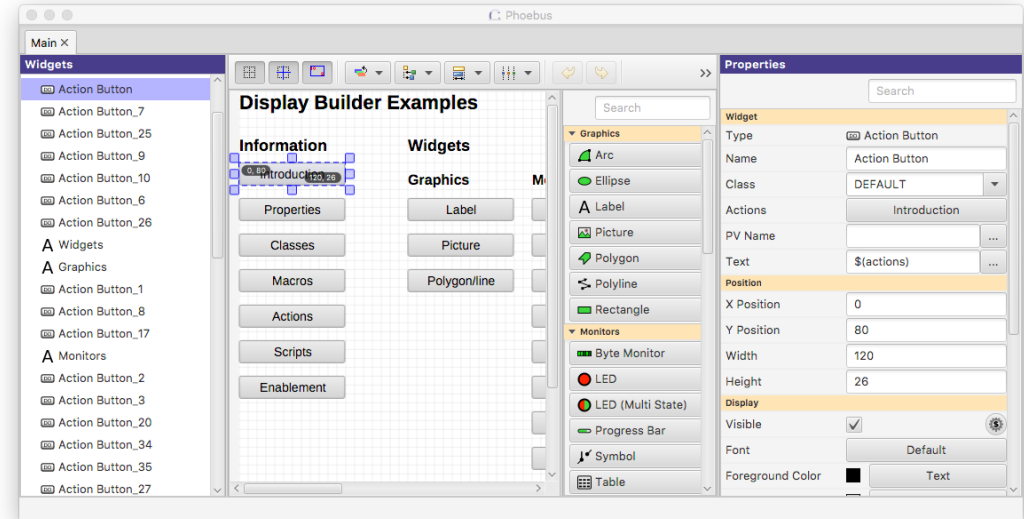 Phoebus
Main ×
Widgets
Action Button
Action Button_7
Action Button_25
Action Button_9
Action Button_10
Action Button_6
Action Button_26
A Widgets
A Graphics
Action Button_1
Action Button_8
Action Button_17
A Monitors
Action Button_2
Action Button_3
Action Button_20
Action Button_34
Action Button_35
Action Button_27
Display Builder Examples
Information
Widgets
0, 80
Introduction
120, 26
Graphics
Properties
Label
Classes
Picture
Macros
Polygon/line
Actions
Scripts
Enablement
Search
Graphics
Arc
Ellipse
A Label
Picture
Polygon
Polyline
Rectangle
Monitors
Byte Monitor
LED
LED (Multi State)
Progress Bar
Symbol
Table
Properties
Search
Widget
Type Action Button
Name Action Button
Class DEFAULT
Actions Introduction
PV Name ...
Text $(actions) ...
Position
X Position 0
Y Position 80
Width 120
Height 26
Display
Visible
Font Default
Foreground Color Text